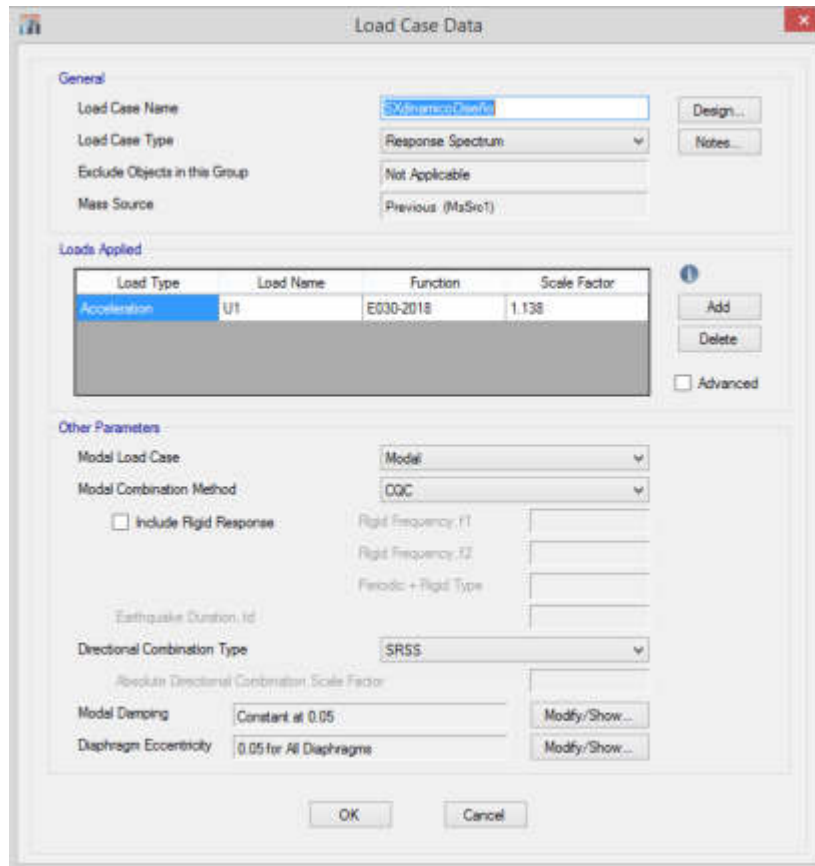 Load Case Data
General
Load Case Name SXdinamicoDiseño Design...
Load Case Type Response Spectrum Notes...
Exclude Objects in this Group Not Applicable
Mass Source Previous (MsSrc1)
Loads Applied
Load Type Load Name Function Scale Factor
Acceleration U1 E030-2018 1.138
Add
Delete
Advanced
Other Parameters
Modal Load Case Modal
Modal Combination Method CQC
Include Rigid Response Rigid Frequency, f1
Rigid Frequency, f2
Periodic + Rigid Type
Earthquake Duration, td
Directional Combination Type SRSS
Absolute Directional Combination Scale Factor
Modal Damping Constant at 0.05 Modify/Show...
Diaphragm Eccentricity 0.05 for All Diaphragms Modify/Show...
OK Cancel